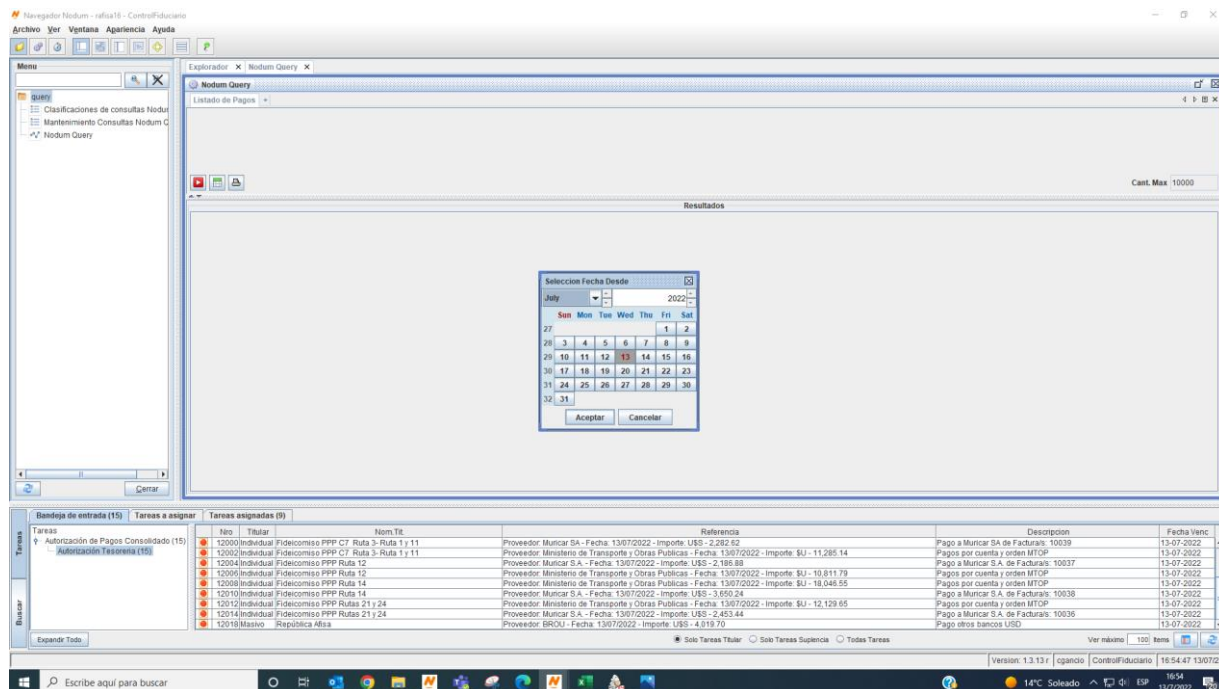 Navegador Nodum - rafisa16 - ControlFiduciario
Archivo Ver Ventana Apariencia Ayuda
Menu
query
Clasificaciones de consultas Nodu
Mantenimiento Consultas Nodum
Nodum Query
Cerrar
Explorador X Nodum Query X
Nodum Query
Listado de Pagos
Cant. Max 10000
Resultados
Seleccion Fecha Desde
July 2022
Sun Mon Tue Wed Thu Fri Sat
27 1 2
28 3 4 5 6 7 8 9
29 10 11 12 13 14 15 16
30 17 18 19 20 21 22 23
31 24 25 26 27 28 29 30
32 31
Aceptar Cancelar
Tareas
Buscar
Bandeja de entrada (15) Tareas a asignar Tareas asignadas (9)
Tareas
Autorización de Pagos Consolidado (15)
Autorización Tesoreria (15)
Nro Titular Nom.Tit. Referencia Descripcion Fecha Venc
12000 Individual Fideicomiso PPP C7 Ruta 3- Ruta 1 y 11 Proveedor: Muricar SA - Fecha: 13/07/2022 - Importe: U$S - 2,282.62 Pago a Muricar SA de Factura/s: 10039 13-07-2022
12002 Individual Fideicomiso PPP C7 Ruta 3- Ruta 1 y 11 Proveedor: Ministerio de Transporte y Obras Publicas - Fecha: 13/07/2022 - Importe: $U - 11,285.14 Pagos por cuenta y orden MTOP 13-07-2022
12004 Individual Fideicomiso PPP Ruta 12 Proveedor: Muricar S.A. - Fecha: 13/07/2022 - Importe: U$S - 2,186.88 Pago a Muricar S.A. de Factura/s: 10037 13-07-2022
12006 Individual Fideicomiso PPP Ruta 12 Proveedor: Ministerio de Transporte y Obras Publicas - Fecha: 13/07/2022 - Importe: $U - 10,811.79 Pagos por cuenta y orden MTOP 13-07-2022
12008 Individual Fideicomiso PPP Ruta 14 Proveedor: Ministerio de Transporte y Obras Publicas - Fecha: 13/07/2022 - Importe: $U - 18,046.55 Pagos por cuenta y orden MTOP 13-07-2022
12010 Individual Fideicomiso PPP Ruta 14 Proveedor: Muricar S.A. - Fecha: 13/07/2022 - Importe: U$S - 3,650.24 Pago a Muricar S.A. de Factura/s: 10038 13-07-2022
12012 Individual Fideicomiso PPP Rutas 21 y 24 Proveedor: Ministerio de Transporte y Obras Publicas - Fecha: 13/07/2022 - Importe: $U - 12,129.65 Pagos por cuenta y orden MTOP 13-07-2022
12014 Individual Fideicomiso PPP Rutas 21 y 24 Proveedor: Muricar S.A. - Fecha: 13/07/2022 - Importe: U$S - 2,453.44 Pago a Muricar S.A. de Factura/s: 10036 13-07-2022
12018 Masivo República Afisa Proveedor: BROU - Fecha: 13/07/2022 - Importe: U$S - 4,019.70 Pago otros bancos USD 13-07-2022
Expandir Todo
Solo Tareas Titular Solo Tareas Suplencia Todas Tareas Ver máximo 100 Items
Version: 1.3.13 r cgancio ControlFiduciario 16:54:47 13/07/2
Escribe aquí para buscar
14°C Soleado ESP 16:54
13/7/2022